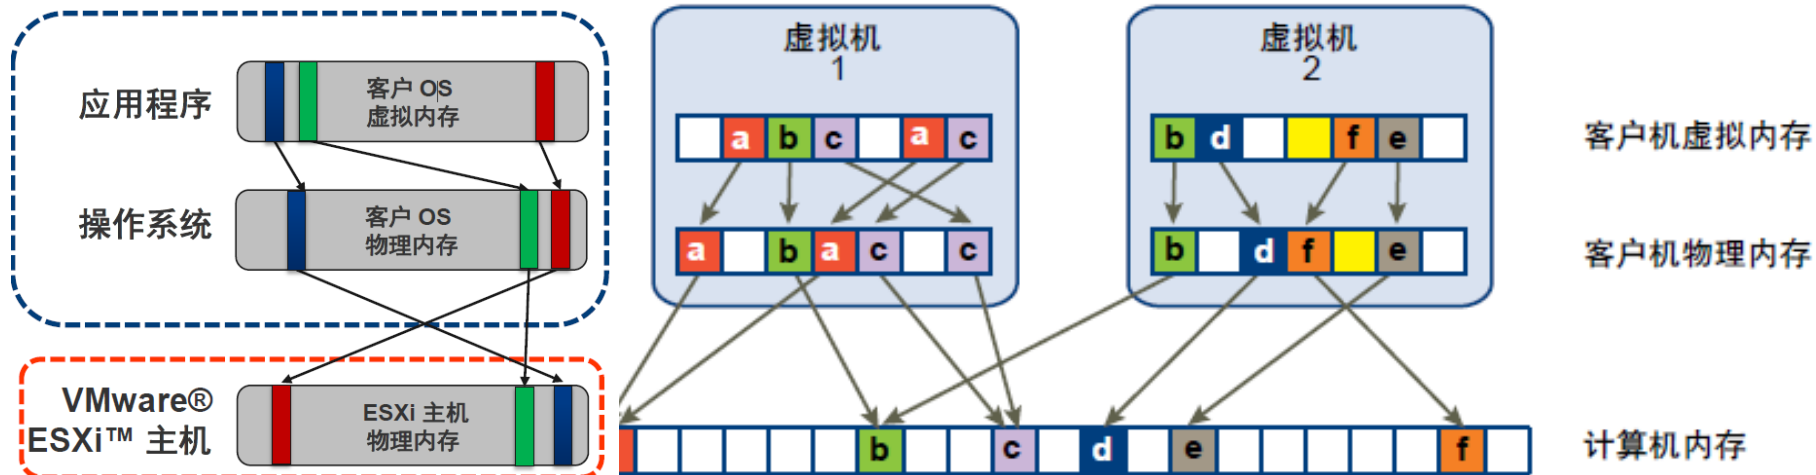 应用程序
客户 OS
虚拟内存
操作系统
客户 OS
物理内存
VMware®
ESXi™ 主机
ESXi 主机
物理内存
虚拟机
1
虚拟机
2
a b c a c
b d f e
客户机虚拟内存
a b a c c
b d f e
客户机物理内存
b c d e f
计算机内存